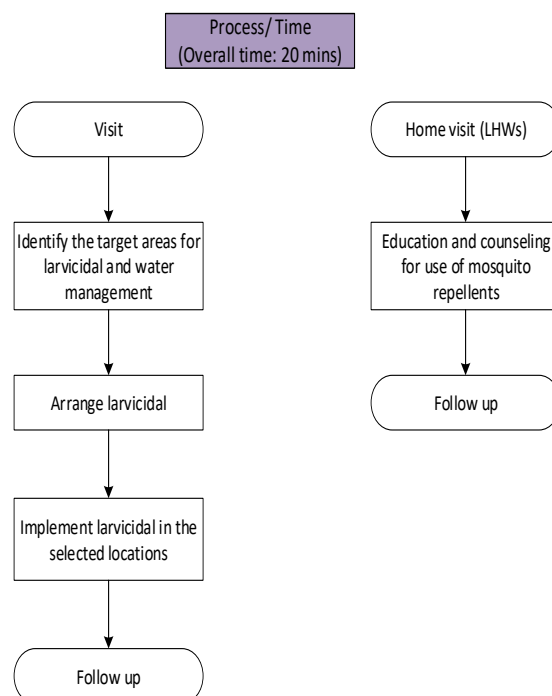 Process/ Time
(Overall time: 20 mins)
Visit
Identify the target areas for
larvicidal and water
management
Arrange larvicidal
Implement larvicidal in the
selected locations
Follow up
Home visit (LHWs)
Education and counseling
for use of mosquito
repellents
Follow up